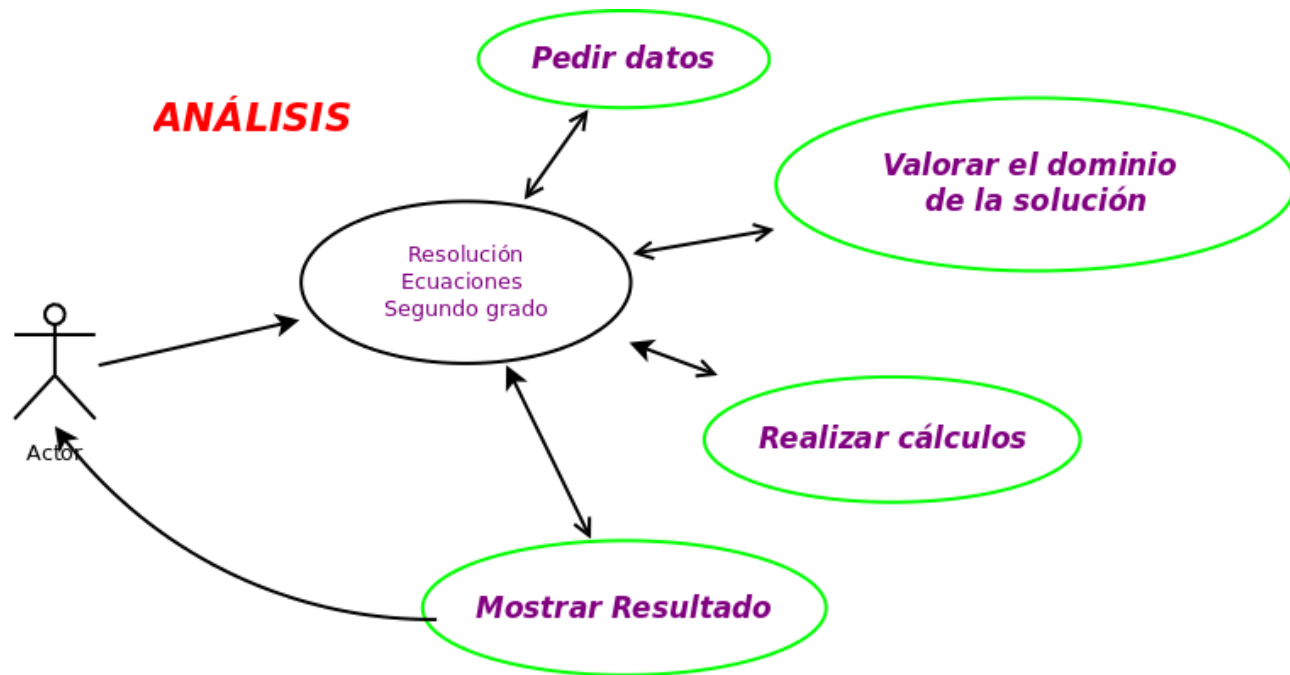 Pedir datos
ANÁLISIS
Valorar el dominio
de la solución
Resolución
Ecuaciones
Segundo grado
Actor
Realizar cálculos
Mostrar Resultado